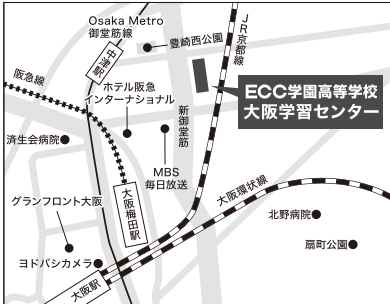 Osaka Metro
御堂筋線
豊崎西公園
JR京都線
中津駅
阪急線
ホテル阪急
インターナショナル
新御堂筋
ECC学園高等学校
大阪学習センター
済生会病院
MBS
毎日放送
大阪梅田駅
大阪環状線
グランフロント大阪
北野病院
扇町公園
ヨドバシカメラ
大阪駅